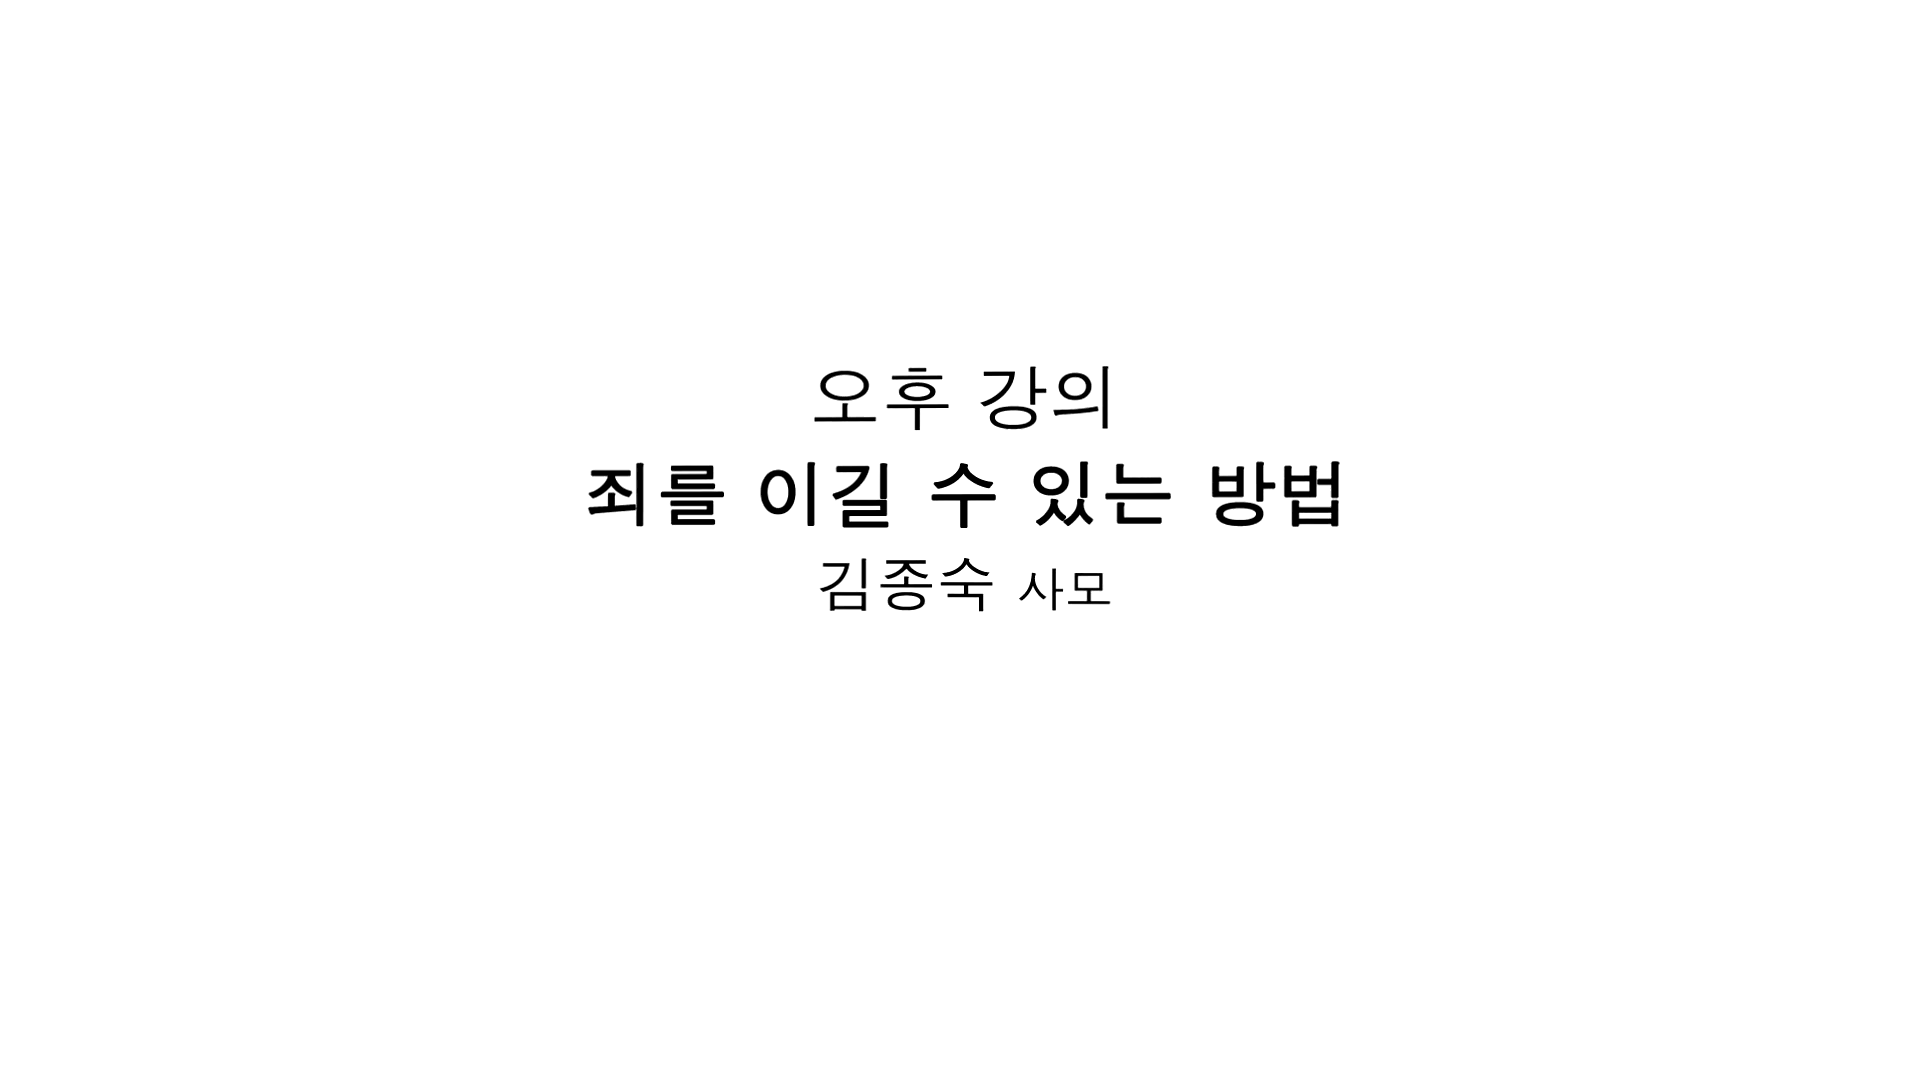 오후 강의
죄를 이길 수 있는 방법
김종숙 사모